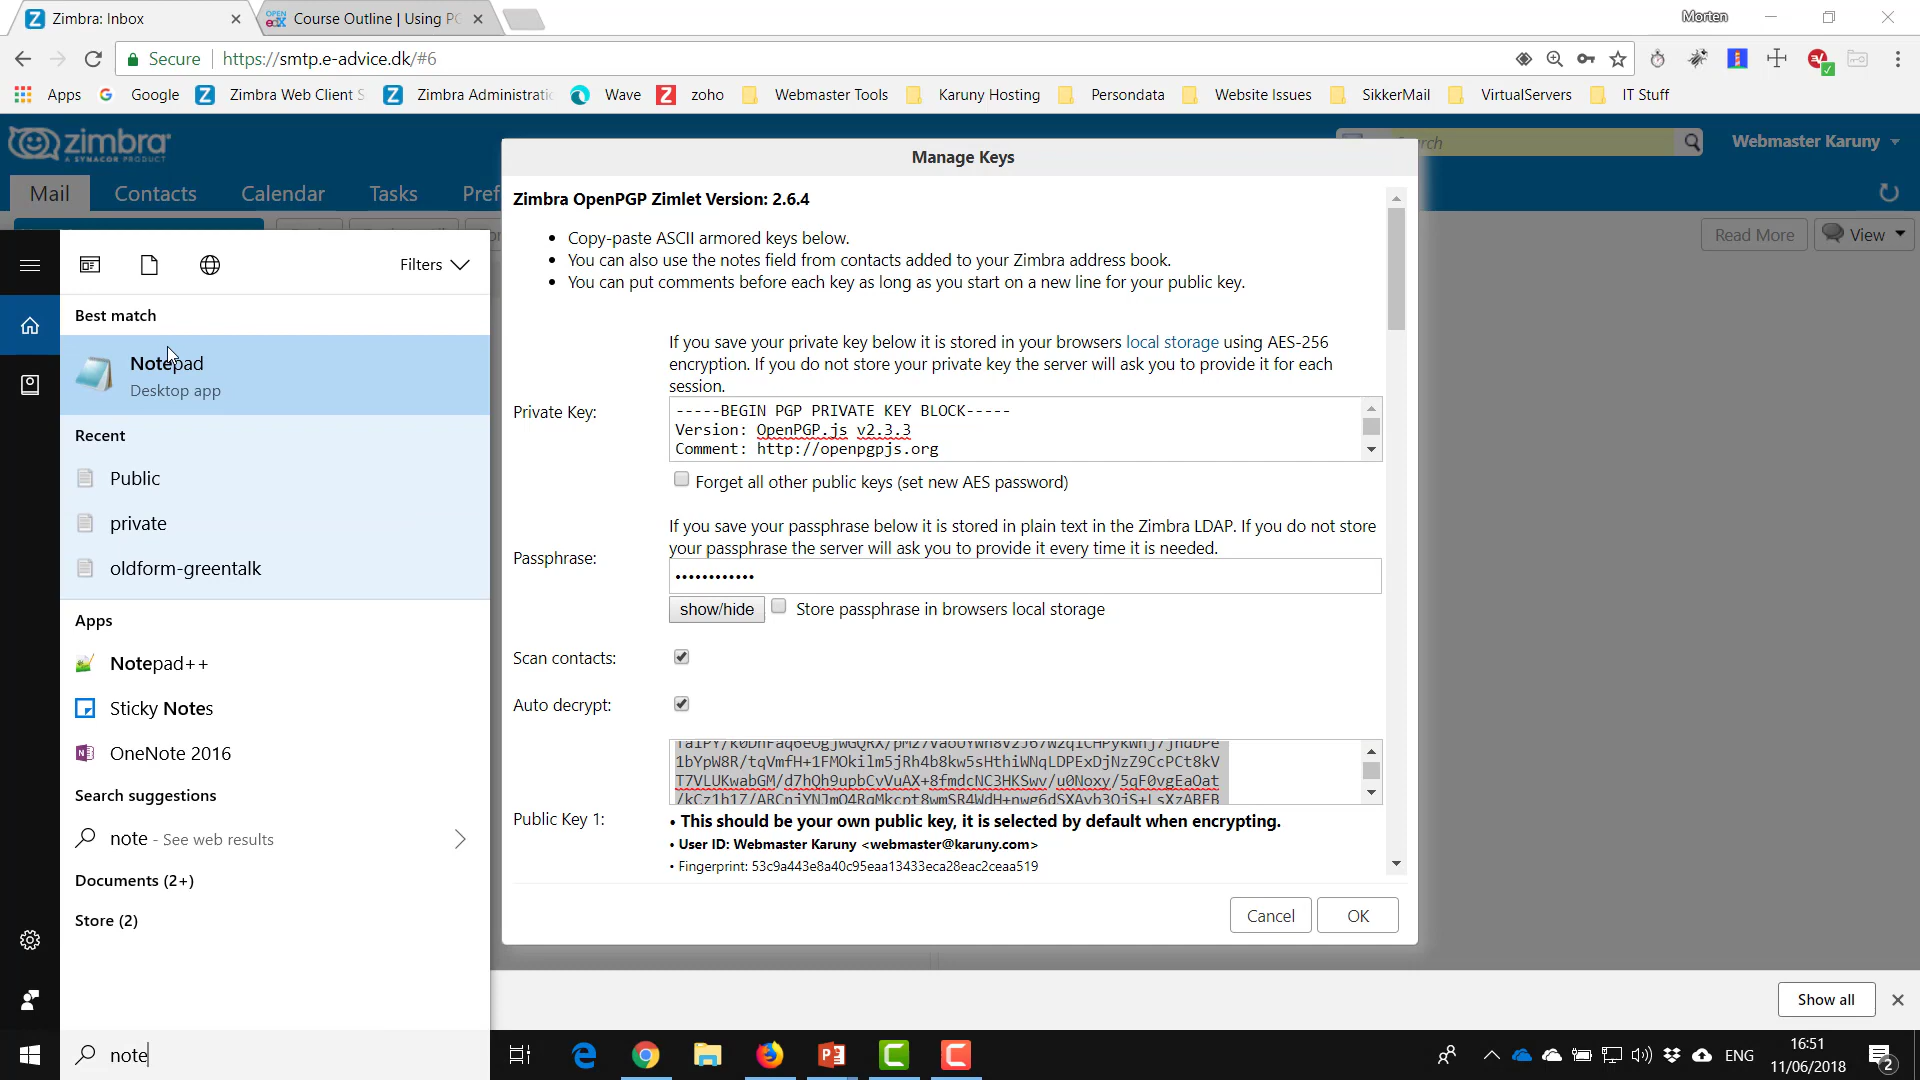 Zimbra: Inbox
Course Outline | Using PG
Morten
Secure
https://smtp.e-advice.dk/#6
Apps
Google
Zimbra Web Client S
Zimbra Administratio
Wave
zoho
Webmaster Tools
Karuny Hosting
Persondata
Website Issues
SikkerMail
VirtualServers
IT Stuff
zimbra
A SYNACOR PRODUCT
Webmaster Karuny
Mail
Contacts
Calendar
Tasks
Pref
Read More
View
Manage Keys
Zimbra OpenPGP Zimlet Version: 2.6.4
• Copy-paste ASCII armored keys below.
• You can also use the notes field from contacts added to your Zimbra address book.
• You can put comments before each key as long as you start on a new line for your public key.
If you save your private key below it is stored in your browsers local storage using AES-256
encryption. If you do not store your private key the server will ask you to provide it for each
session.
Private Key:
-----BEGIN PGP PRIVATE KEY BLOCK-----
Version: OpenPGP.js v2.3.3
Comment: http://openpgpjs.org
Forget all other public keys (set new AES password)
If you save your passphrase below it is stored in plain text in the Zimbra LDAP. If you do not store
your passphrase the server will ask you to provide it every time it is needed.
Passphrase:
••••••••••••
show/hide
Store passphrase in browsers local storage
Scan contacts:
Auto decrypt:
1bYpW8R/tqVmfH+1FMOkilm5jRh4b8kw5sHthiWNqLDPExDjNzZ9CcPCt8kV
T7VLUKwabGM/d7hQh9upbCvVuAX+8fmdcNC3HKSwv/u0Noxy/5qF0vgEaOat
Public Key 1:
• This should be your own public key, it is selected by default when encrypting.
• User ID: Webmaster Karuny <webmaster@karuny.com>
• Fingerprint: 53c9a443e8a40c95eaa13433eca28eac2ceaa519
Cancel
OK
Filters
Best match
Notepad
Desktop app
Recent
Public
private
oldform-greentalk
Apps
Notepad++
Sticky Notes
OneNote 2016
Search suggestions
note - See web results
Documents (2+)
Store (2)
Show all
note
ENG
16:51
11/06/2018
2